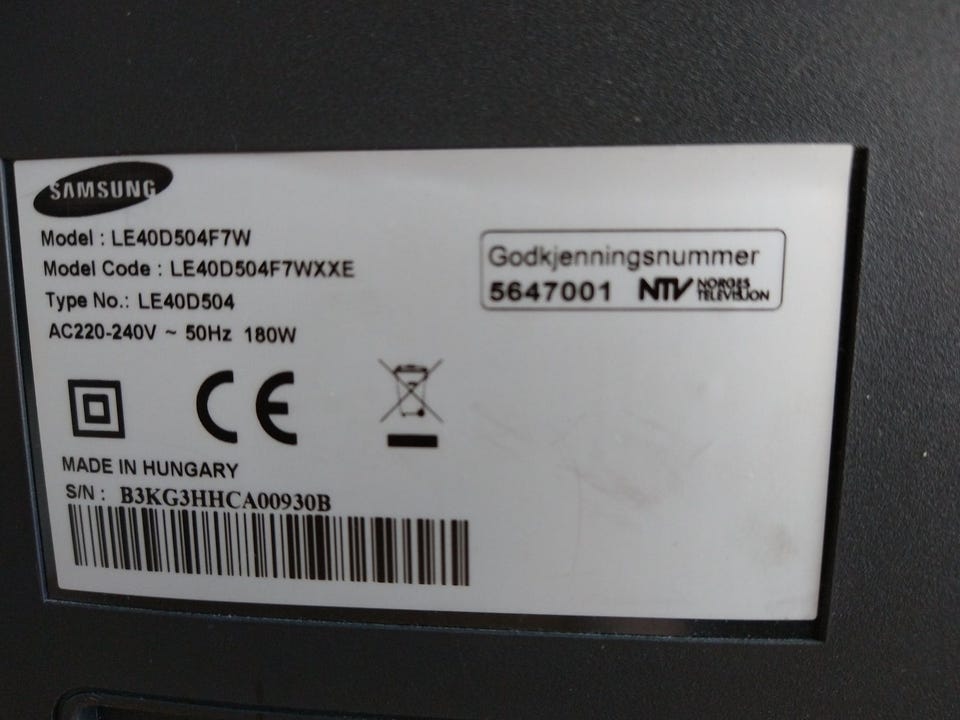 SAMSUNG
Model : LE40D504F7W
Model Code : LE40D504F7WXXE
Type No.: LE40D504
AC220-240V ~ 50Hz 180W
Godkjenningsnummer
5647001 NTV NORGES TELEVISJON
CE
MADE IN HUNGARY
S/N : B3KG3HHCA00930B